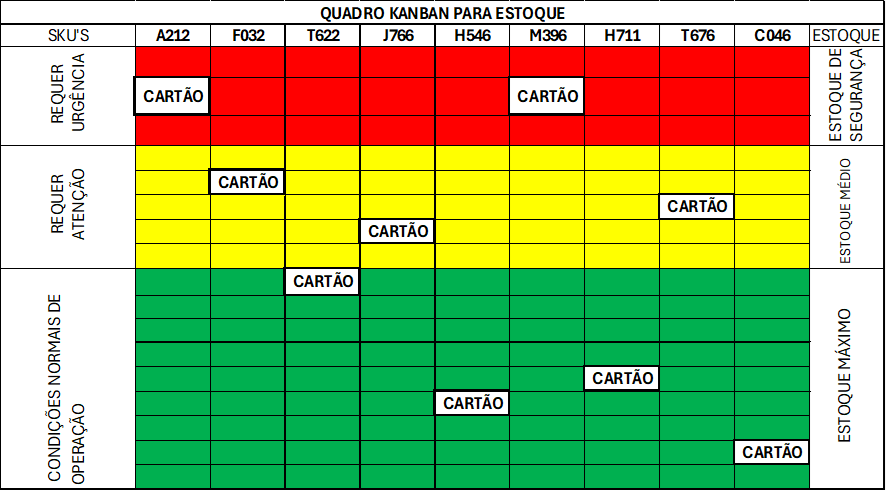 QUADRO KANBAN PARA ESTOQUE
SKU'S A212 F032 T622 J766 H546 M396 H711 T676 C046 ESTOQUE
REQUER
URGÊNCIA
CARTÃO CARTÃO
ESTOQUE DE
SEGURANÇA
REQUER
ATENÇÃO
CARTÃO
CARTÃO
CARTÃO
ESTOQUE MÉDIO
CONDIÇÕES NORMAIS DE
OPERAÇÃO
CARTÃO
CARTÃO
CARTÃO
CARTÃO
ESTOQUE MÁXIMO